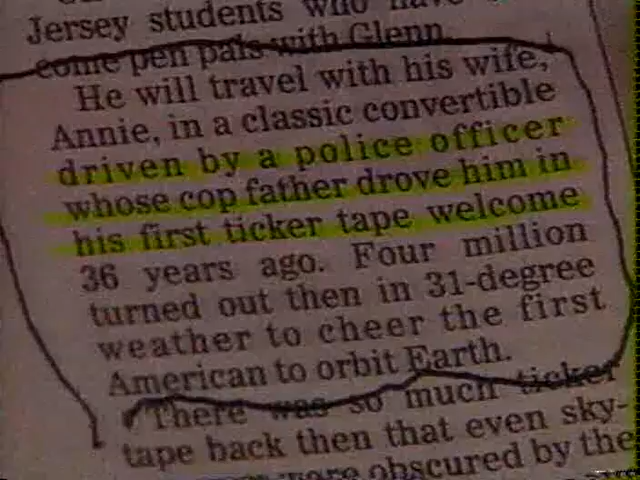 Jersey students who have
come pen pals with Glenn.
He will travel with his wife,
Annie, in a classic convertible
driven by a police officer
whose cop father drove him in
his first ticker tape welcome
36 years ago. Four million
turned out then in 31-degree
weather to cheer the first
American to orbit Earth.
There was so much ticker
tape back then that even sky-
were obscured by the